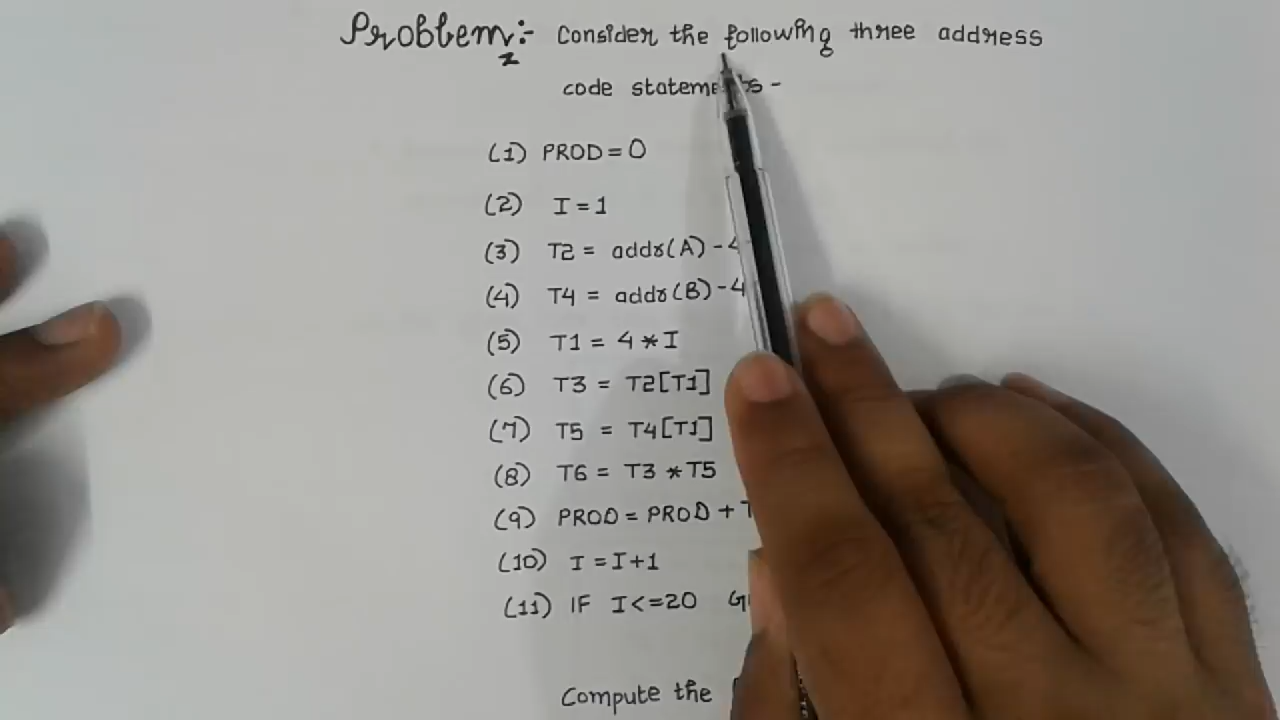 Problem:- Consider the following three address
code statements -
(1) PROD = 0
(2) I = 1
(3) T2 = addr(A) - 4
(4) T4 = addr(B) - 4
(5) T1 = 4 * I
(6) T3 = T2[T1]
(7) T5 = T4[T1]
(8) T6 = T3 * T5
(9) PROD = PROD + T
(10) I = I+1
(11) IF I<=20 G
Compute the